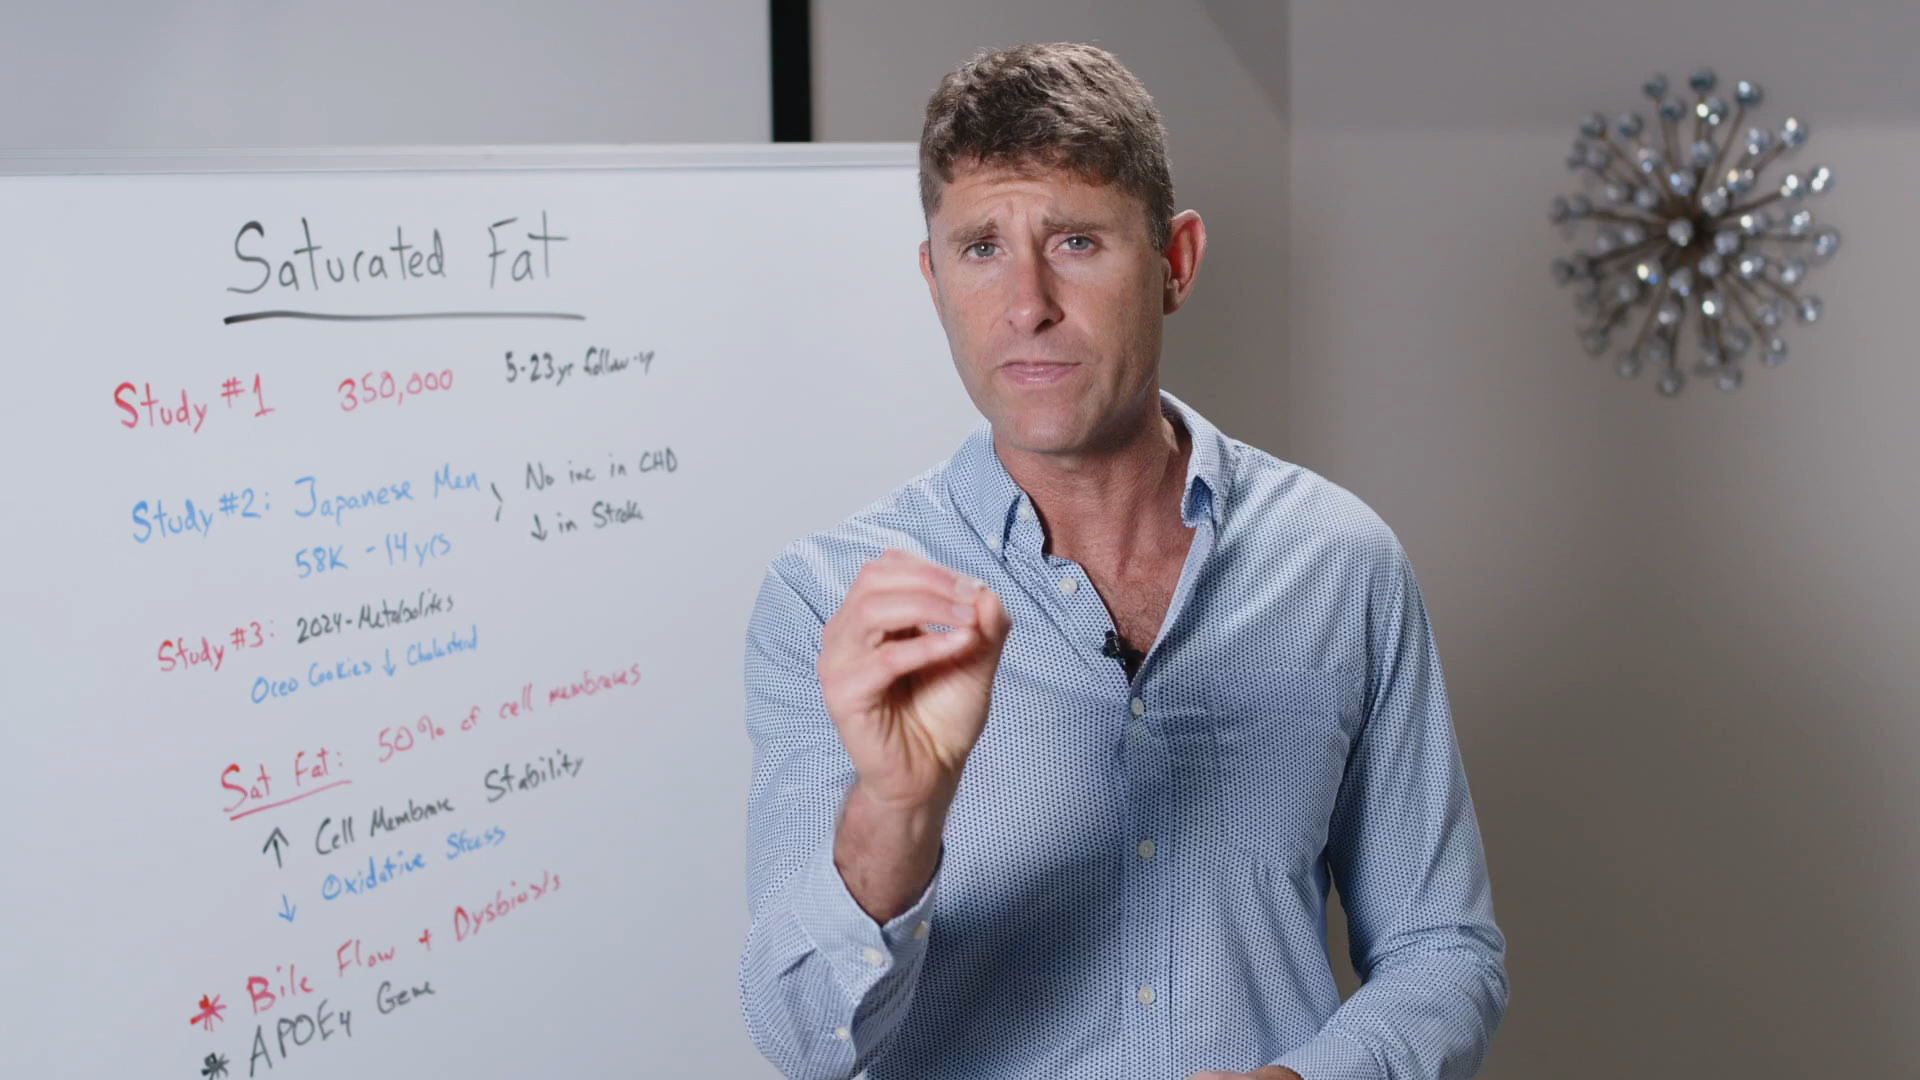 Saturated Fat
Study #1 350,000 5-23yr follow-up
Study #2: Japanese Men
58K - 14 yrs
No inc in CHD
↓ in Stroke
Study #3: 2024-Metabolites
Oreo Cookies ↓ Cholesterol
Sat Fat: 50% of cell membranes
↑ Cell Membrane Stability
↓ Oxidative Stress
* Bile Flow + Dysbiosis
* APOE4 Gene